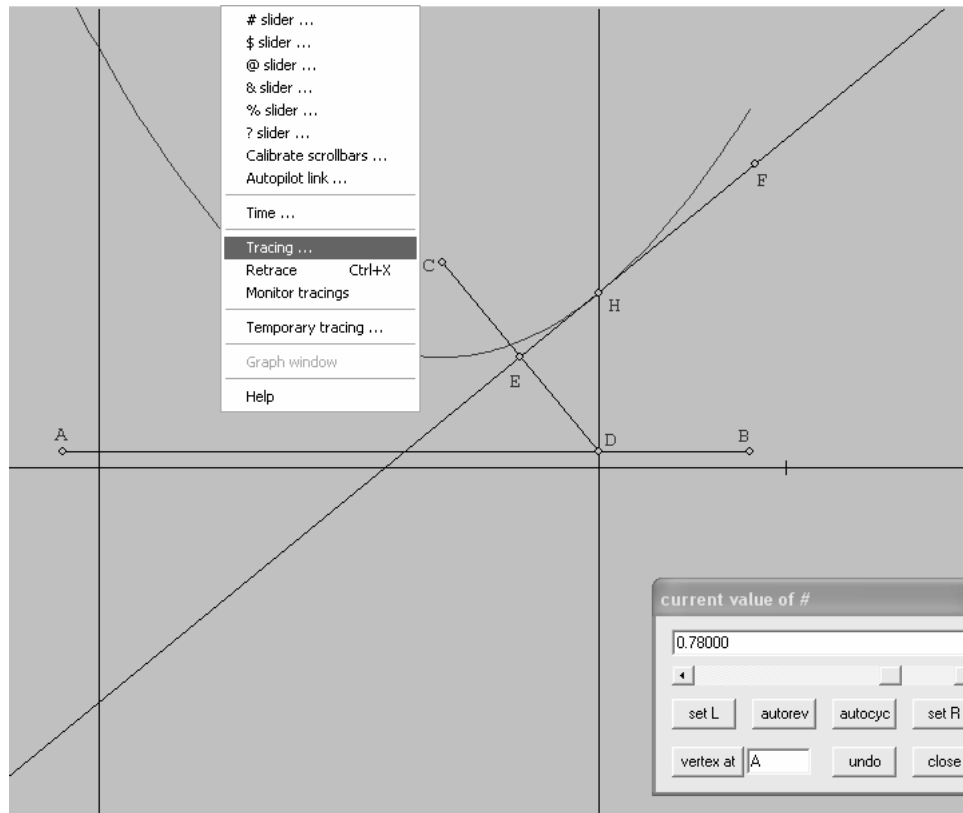 # slider ...
$ slider ...
@ slider ...
& slider ...
% slider ...
? slider ...
Calibrate scrollbars ...
Autopilot link ...
Time ...
Tracing ...
Retrace Ctrl+X
Monitor tracings
Temporary tracing ...
Graph window
Help
F
C
H
E
A
D
B
current value of #
0.78000
set L autorev autocyc set R
vertex at A undo close